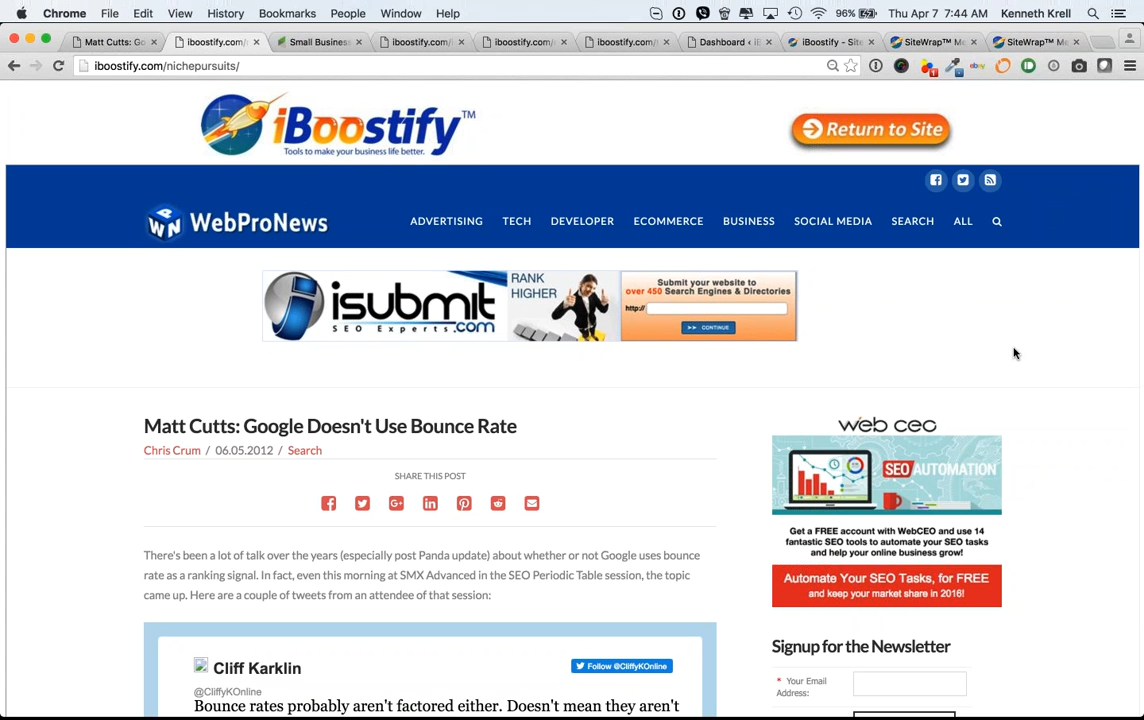 Chrome File Edit View History Bookmarks People Window Help 96% Thu Apr 7 7:44 AM Kenneth Krell
Matt Cutts: Go iboostify.com/ Small Business iboostify.com/ iboostify.com/ iboostify.com/ Dashboard ‹ iB iBoostify - Site SiteWrap™ Me SiteWrap™ M
iboostify.com/nichepursuits/
iBoostify™
Tools to make your business life better.
Return to Site
WebProNews
ADVERTISING TECH DEVELOPER ECOMMERCE BUSINESS SOCIAL MEDIA SEARCH ALL
isubmit
SEO Experts.com
RANK
HIGHER
Submit your website to
over 450 Search Engines & Directories
http://
>> CONTINUE
Matt Cutts: Google Doesn't Use Bounce Rate
Chris Crum / 06.05.2012 / Search
SHARE THIS POST
There's been a lot of talk over the years (especially post Panda update) about whether or not Google uses bounce
rate as a ranking signal. In fact, even this morning at SMX Advanced in the SEO Periodic Table session, the topic
came up. Here are a couple of tweets from an attendee of that session:
Cliff Karklin
Follow @CliffyKOnline
@CliffyKOnline
Bounce rates probably aren't factored either. Doesn't mean they aren't
web ceo
SEO AUTOMATION
Get a FREE account with WebCEO and use 14
fantastic SEO tools to automate your SEO tasks
and help your online business grow!
Automate Your SEO Tasks, for FREE
and keep your market share in 2016!
Signup for the Newsletter
* Your Email
Address: